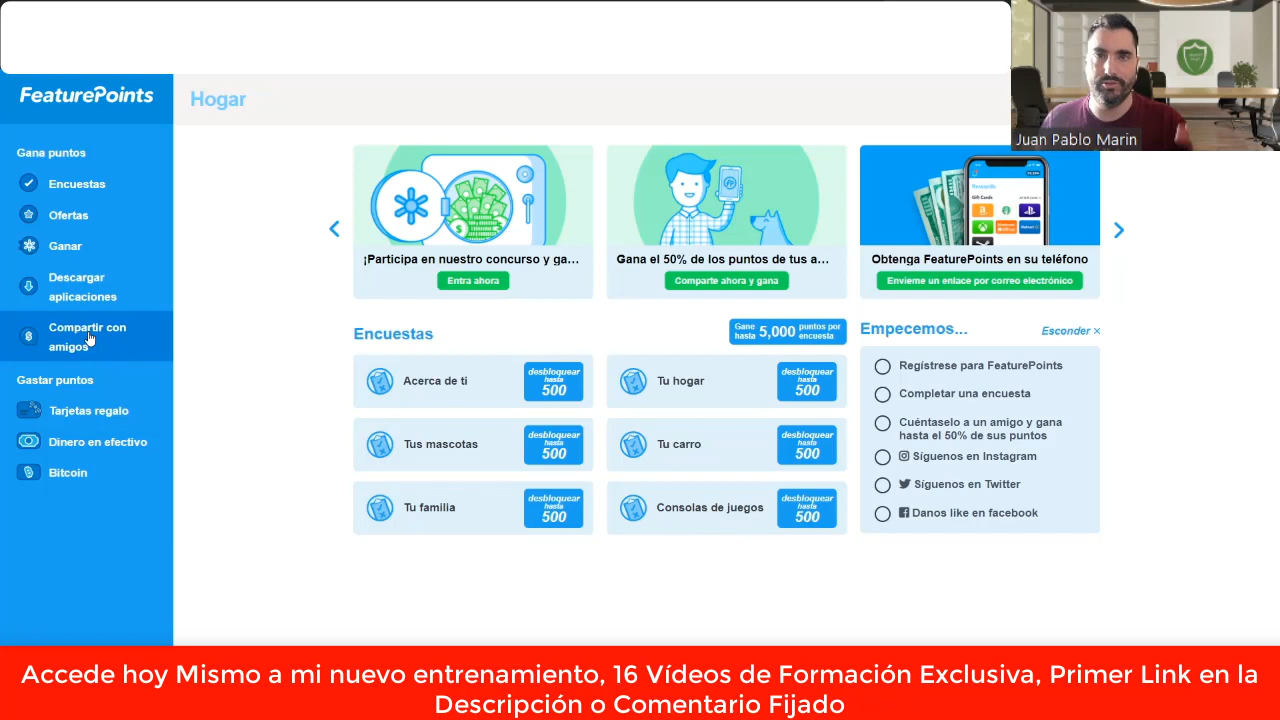 FeaturePoints
Hogar
Juan Pablo Marin
Gana puntos
Encuestas
Ofertas
Ganar
Descargar
aplicaciones
Compartir con
amigos
Gastar puntos
Tarjetas regalo
Dinero en efectivo
Bitcoin
¡Participa en nuestro concurso y ga...
Entra ahora
Gana el 50% de los puntos de tus a...
Comparte ahora y gana
Rewards
Gift Cards
Obtenga FeaturePoints en su teléfono
Envieme un enlace por correo electrónico
Encuestas
Gane
hasta 5,000 puntos por
encuesta
Acerca de ti
desbloquear
hasta
500
Tu hogar
desbloquear
hasta
500
Tus mascotas
desbloquear
hasta
500
Tu carro
desbloquear
hasta
500
Tu familia
desbloquear
hasta
500
Consolas de juegos
desbloquear
hasta
500
Empecemos...
Esconder ×
Regístrese para FeaturePoints
Completar una encuesta
Cuéntaselo a un amigo y gana
hasta el 50% de sus puntos
Síguenos en Instagram
Síguenos en Twitter
Danos like en facebook
Accede hoy Mismo a mi nuevo entrenamiento, 16 Vídeos de Formación Exclusiva, Primer Link en la
Descripción o Comentario Fijado